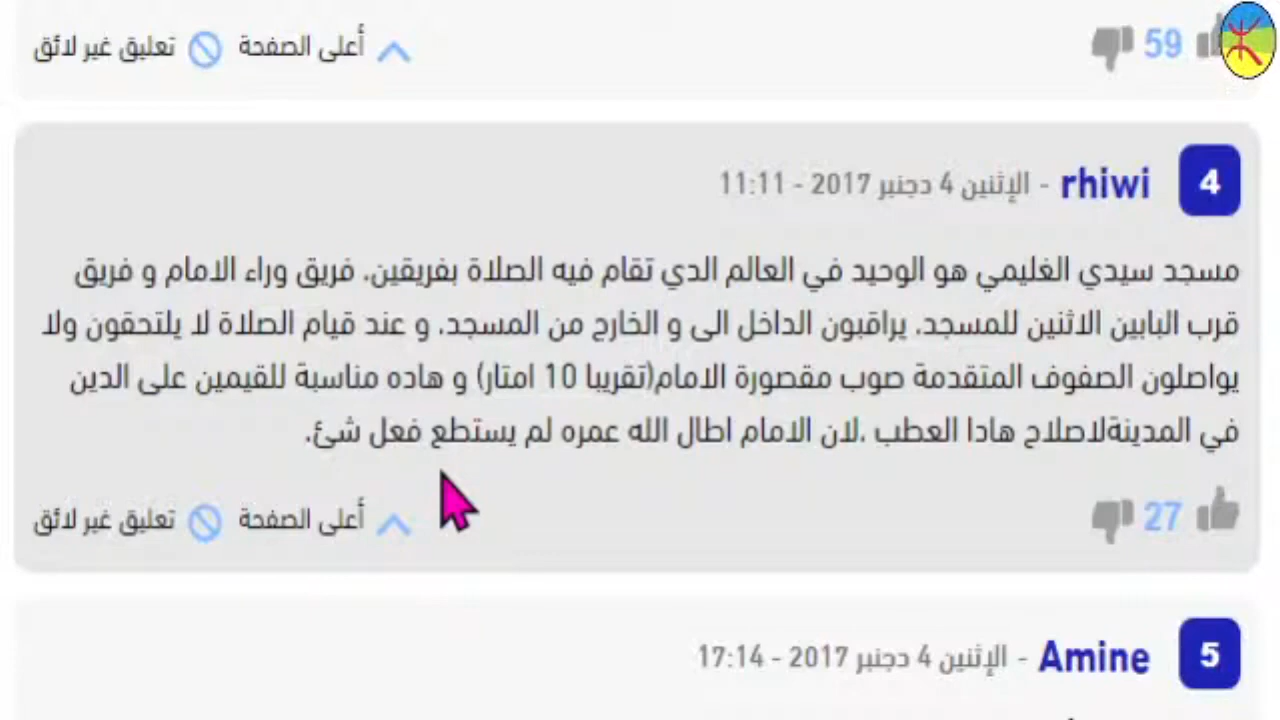 59 أعلى الصفحة تعليق غير لائق
4 rhiwi - الإثنين 4 دجنبر 2017 - 11:11
مسجد سيدي الغليمي هو الوحيد في العالم الدي تقام فيه الصلاة بفريقين. فريق وراء الامام و فريق
قرب البابين الاثنين للمسجد. يراقبون الداخل الى و الخارج من المسجد. و عند قيام الصلاة لا يلتحقون ولا
يواصلون الصفوف المتقدمة صوب مقصورة الامام(تقريبا 10 امتار) و هاده مناسبة للقيمين على الدين
في المدينةلاصلاح هادا العطب .لان الامام اطال الله عمره لم يستطع فعل شئ.
27 أعلى الصفحة تعليق غير لائق
5 Amine - الإثنين 4 دجنبر 2017 - 17:14